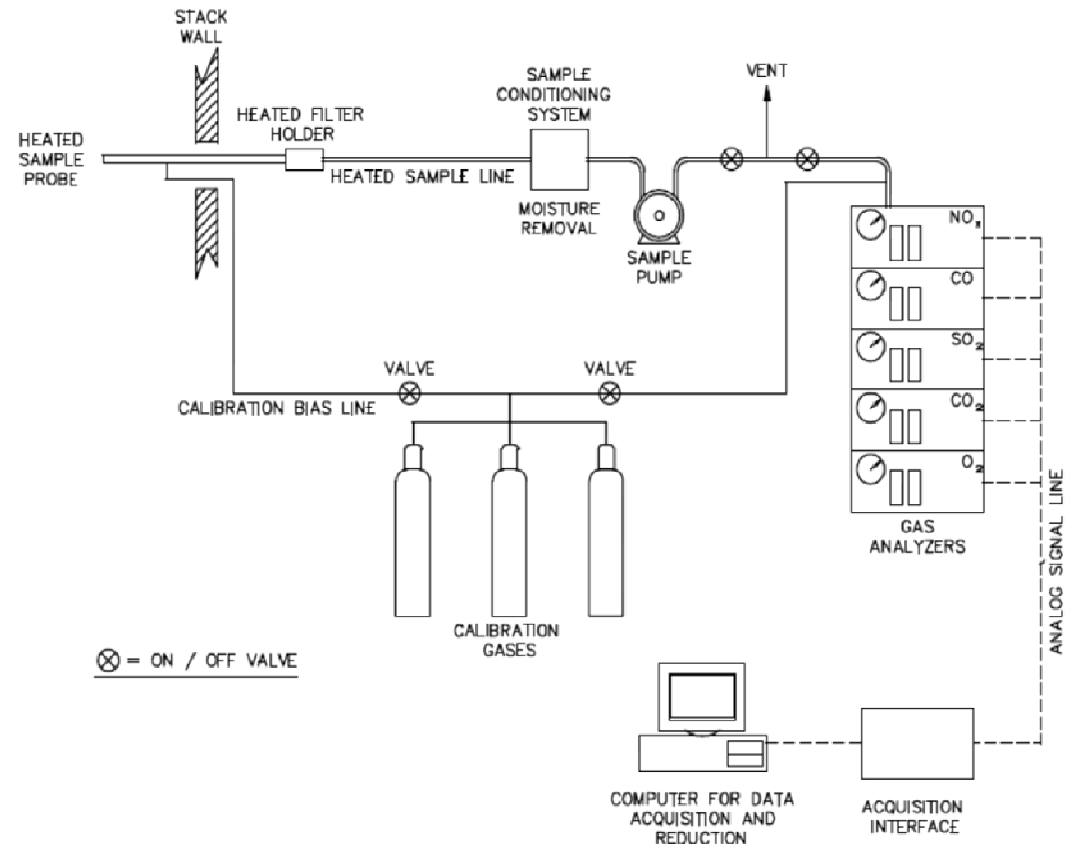 STACK
WALL
HEATED
SAMPLE
PROBE
HEATED FILTER
HOLDER
HEATED SAMPLE LINE
SAMPLE
CONDITIONING
SYSTEM
MOISTURE
REMOVAL
SAMPLE
PUMP
VENT
NOₓ
CO
SO₂
CO₂
O₂
GAS
ANALYZERS
ANALOG SIGNAL LINE
VALVE
VALVE
CALIBRATION BIAS LINE
CALIBRATION
GASES
= ON / OFF VALVE
COMPUTER FOR DATA
ACQUISITION AND
REDUCTION
ACQUISITION
INTERFACE